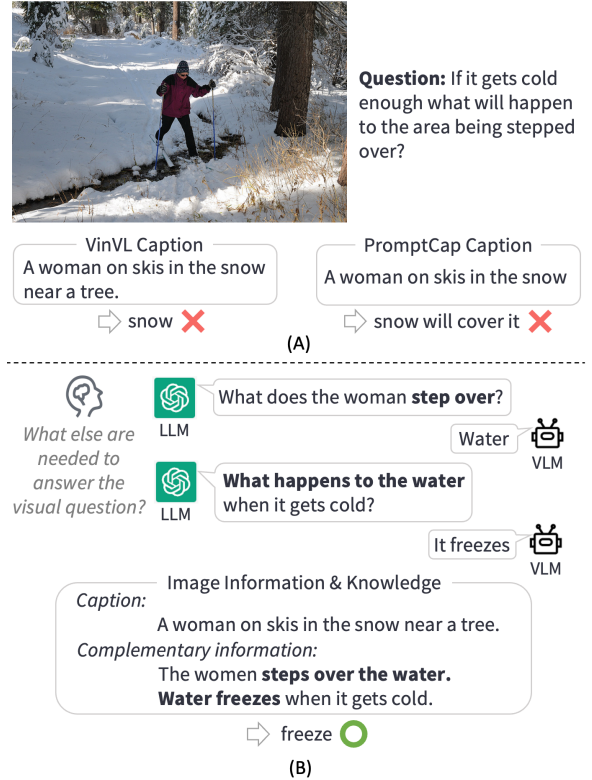 Question: If it gets cold
enough what will happen
to the area being stepped
over?
VinVL Caption
A woman on skis in the snow
near a tree.
snow
PromptCap Caption
A woman on skis in the snow
snow will cover it
(A)
What else are
needed to
answer the
visual question?
LLM
What does the woman step over?
Water
VLM
LLM
What happens to the water
when it gets cold?
It freezes
VLM
Image Information & Knowledge
Caption:
A woman on skis in the snow near a tree.
Complementary information:
The women steps over the water.
Water freezes when it gets cold.
freeze
(B)